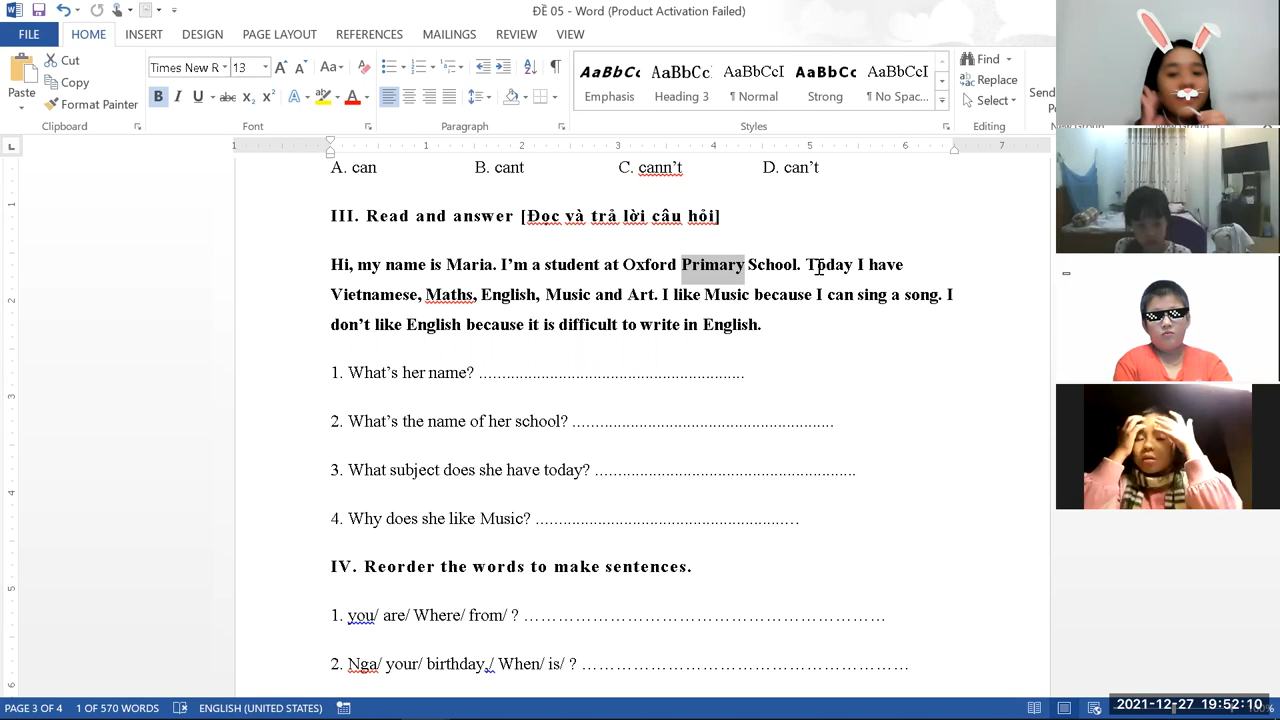 ĐỀ 05 - Word (Product Activation Failed)
FILE HOME INSERT DESIGN PAGE LAYOUT REFERENCES MAILINGS REVIEW VIEW
Cut
Copy
Format Painter
Paste
Clipboard
Times New R 13
Font
Paragraph
AaBbCc AaBbCc AaBbCcI AaBbCc AaBbCcI
Emphasis Heading 3 ¶ Normal Strong ¶ No Spac...
Styles
Find
Replace
Select
Editing
A. can B. cant C. cann’t D. can’t
III. Read and answer [Đọc và trả lời câu hỏi]
Hi, my name is Maria. I’m a student at Oxford Primary School. Today I have
Vietnamese, Maths, English, Music and Art. I like Music because I can sing a song. I
don’t like English because it is difficult to write in English.
1. What’s her name? ........................................................
2. What’s the name of her school? .......................................................
3. What subject does she have today? .......................................................
4. Why does she like Music? ........................................................
IV. Reorder the words to make sentences.
1. you/ are/ Where/ from/ ? ………………………………………………………
2. Nga/ your/ birthday,/ When/ is/ ? …………………………………………………
PAGE 3 OF 4 1 OF 570 WORDS ENGLISH (UNITED STATES)
2021-12-27 19:52:10